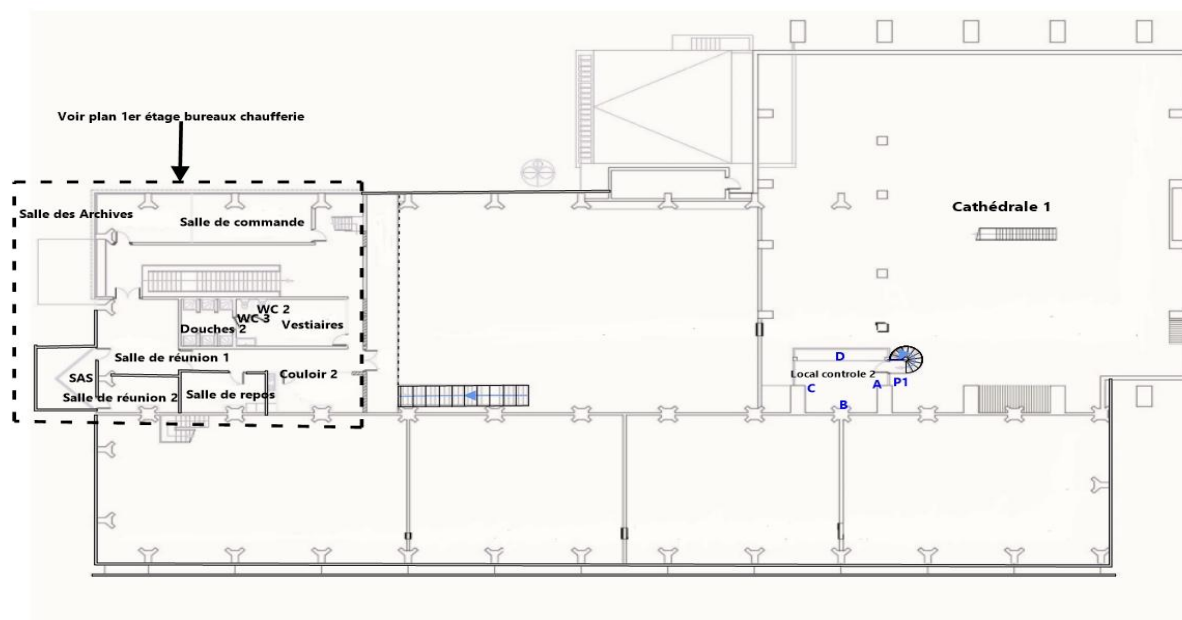 Voir plan 1er étage bureaux chaufferie
Salle des Archives
Salle de commande
Cathédrale 1
WC 2
WC 3
Douches 2
Vestiaires
Salle de réunion 1
SAS
Couloir 2
Salle de réunion 2
Salle de repos
D
Local controle 2
C
A
P1
B